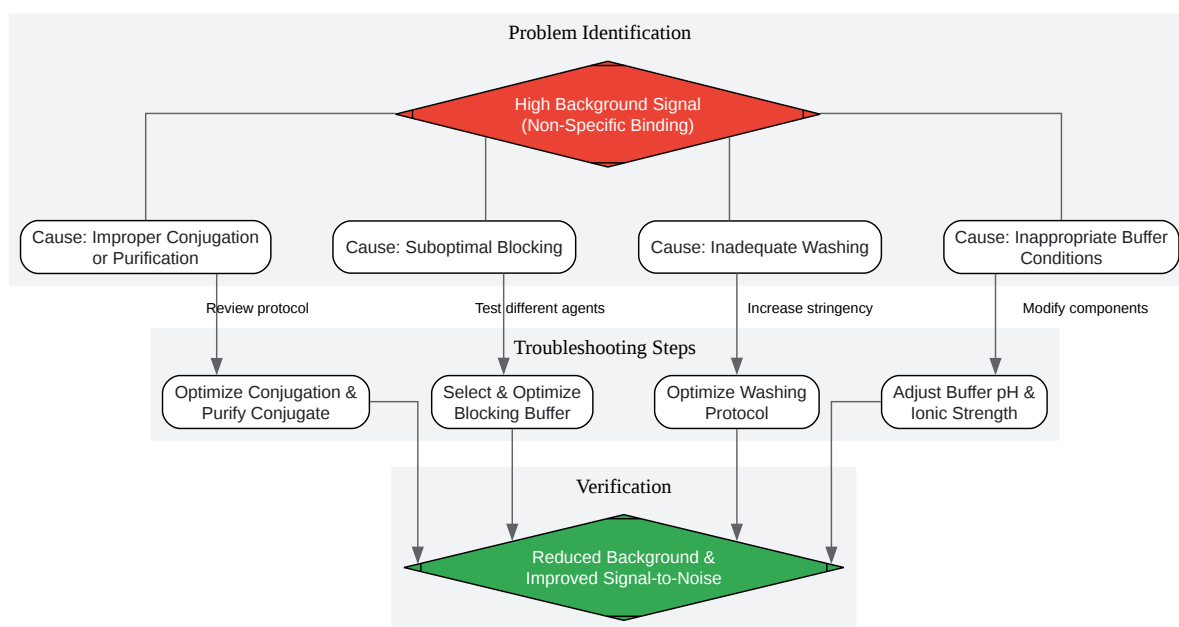 Problem Identification
High Background Signal
(Non-Specific Binding)
Cause: Improper Conjugation
or Purification
Cause: Suboptimal Blocking
Cause: Inadequate Washing
Cause: Inappropriate Buffer
Conditions
Review protocol
Test different agents
Increase stringency
Modify components
Troubleshooting Steps
Optimize Conjugation &
Purify Conjugate
Select & Optimize
Blocking Buffer
Optimize Washing
Protocol
Adjust Buffer pH &
Ionic Strength
Verification
Reduced Background &
Improved Signal-to-Noise